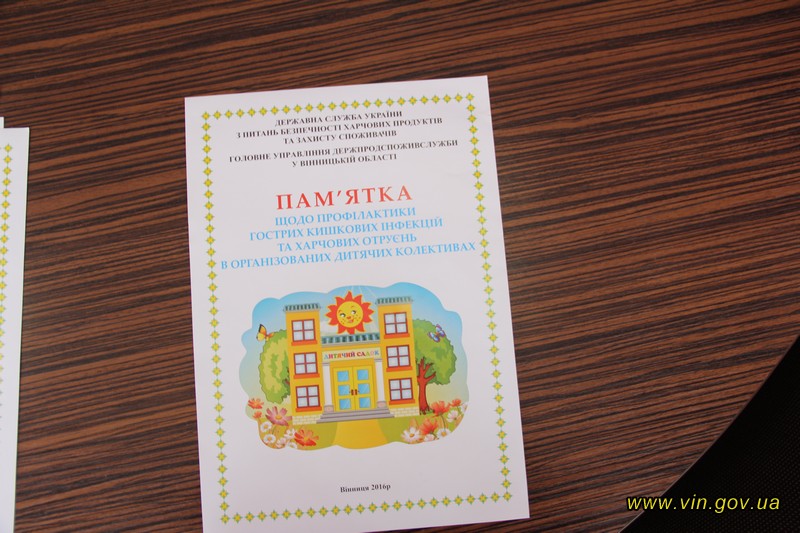 ДЕРЖАВНА СЛУЖБА УКРАЇНИ
З ПИТАНЬ БЕЗПЕЧНОСТІ ХАРЧОВИХ ПРОДУКТІВ
ТА ЗАХИСТУ СПОЖИВАЧІВ
ГОЛОВНЕ УПРАВЛІННЯ ДЕРЖПРОДСПОЖИВСЛУЖБИ
У ВІННИЦЬКІЙ ОБЛАСТІ
ПАМ’ЯТКА
ЩОДО ПРОФІЛАКТИКИ
ГОСТРИХ КИШКОВИХ ІНФЕКЦІЙ
ТА ХАРЧОВИХ ОТРУЄНЬ
В ОРГАНІЗОВАНИХ ДИТЯЧИХ КОЛЕКТИВАХ
ДИТЯЧИЙ САДОК
Вінниця 2016р
www.vin.gov.ua